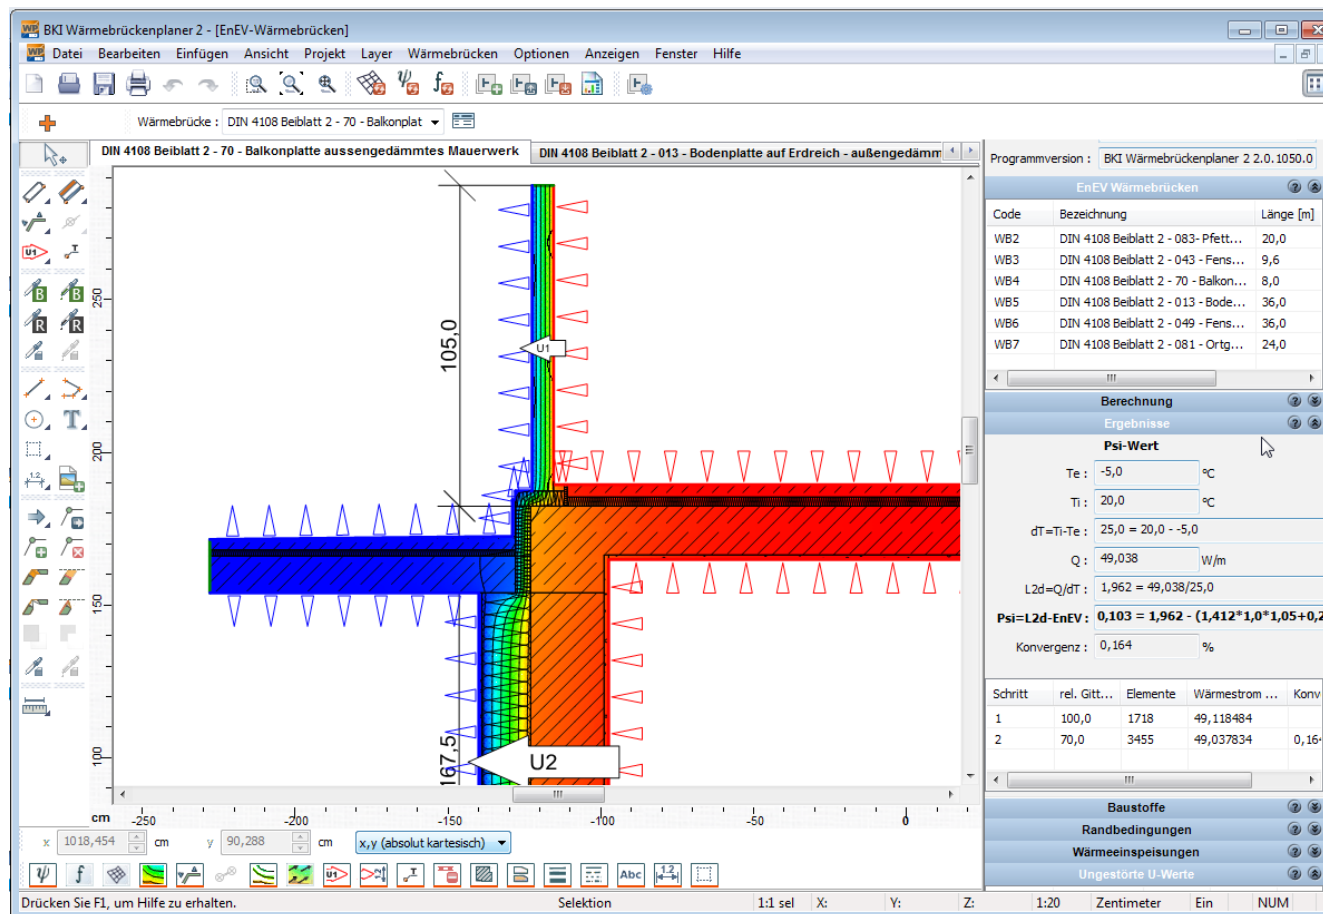 BKI Wärmebrückenplaner 2 - [EnEV-Wärmebrücken]
Datei Bearbeiten Einfügen Ansicht Projekt Layer Wärmebrücken Optionen Anzeigen Fenster Hilfe
Wärmebrücke : DIN 4108 Beiblatt 2 - 70 - Balkonplat
DIN 4108 Beiblatt 2 - 70 - Balkonplatte aussengedämmtes Mauerwerk
DIN 4108 Beiblatt 2 - 013 - Bodenplatte auf Erdreich - außengedämm
Programmversion : BKI Wärmebrückenplaner 2 2.0.1050.0
EnEV Wärmebrücken
Code Bezeichnung Länge [m]
WB2 DIN 4108 Beiblatt 2 - 083- Pfett... 20,0
WB3 DIN 4108 Beiblatt 2 - 043 - Fens... 9,6
WB4 DIN 4108 Beiblatt 2 - 70 - Balkon... 8,0
WB5 DIN 4108 Beiblatt 2 - 013 - Bode... 36,0
WB6 DIN 4108 Beiblatt 2 - 049 - Fens... 36,0
WB7 DIN 4108 Beiblatt 2 - 081 - Ortg... 24,0
Berechnung
Ergebnisse
Psi-Wert
Te : -5,0 °C
Ti : 20,0 °C
dT=Ti-Te : 25,0 = 20,0 - -5,0
Q : 49,038 W/m
L2d=Q/dT : 1,962 = 49,038/25,0
Psi=L2d-EnEV : 0,103 = 1,962 - (1,412*1,0*1,05+0,2
Konvergenz : 0,164 %
Schritt rel. Gitt... Elemente Wärmestrom ... Konv
1 100,0 1718 49,118484
2 70,0 3455 49,037834 0,164
Baustoffe
Randbedingungen
Wärmeeinspeisungen
Ungestörte U-Werte
U1
B B
R R
T
1,2
250
200
150
100
105,0
U1
167,5
U2
cm -250 -200 -150 -100 -50 0
x 1018,454 cm y 90,288 cm x,y (absolut kartesisch)
ψ f U1 Abc 1,2
Drücken Sie F1, um Hilfe zu erhalten. Selektion 1:1 sel X: Y: Z: 1:20 Zentimeter Ein NUM